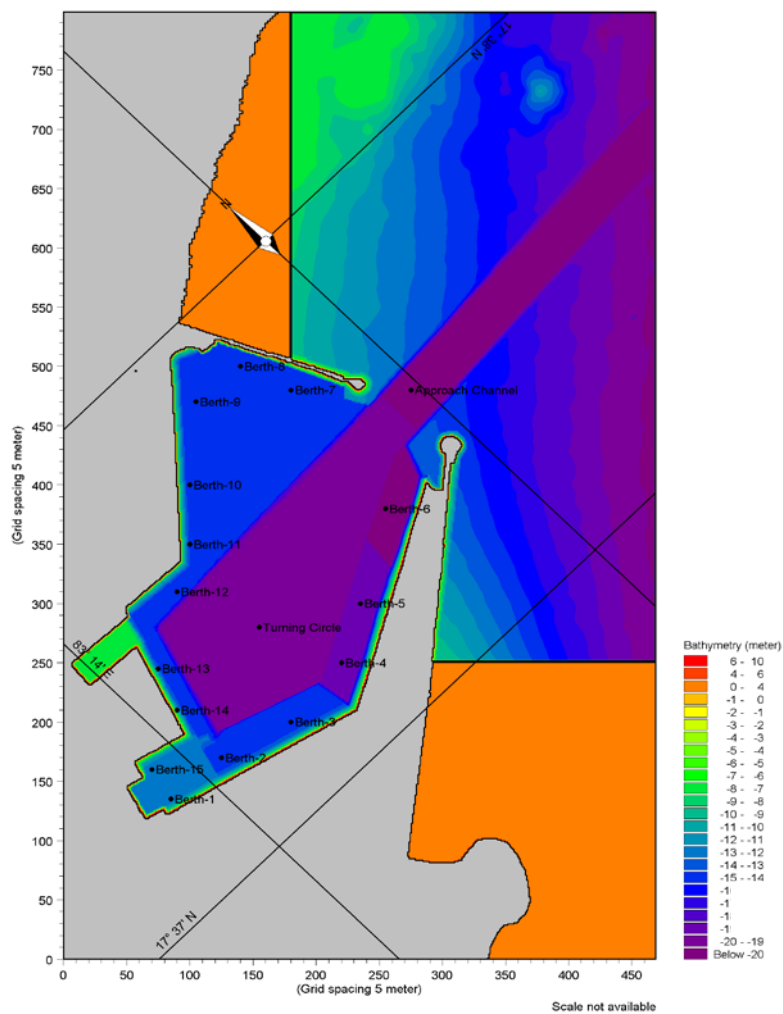 17° 38' N
N
750
700
650
600
550
500
450
400
350
300
250
200
150
100
50
0
(Grid spacing 5 meter)
Berth-8
Berth-7
Approach Channel
Berth-9
Berth-10
Berth-6
Berth-11
Berth-12
Berth-5
Turning Circle
83° 14'
Berth-13
Berth-4
Berth-14
Berth-3
Berth-2
Berth-15
Berth-1
17° 37' N
0 50 100 150 200 250 300 350 400 450
(Grid spacing 5 meter)
Scale not available
Bathymetry (meter)
6 - 10
4 - 6
0 - 4
-1 - 0
-2 - -1
-3 - -2
-4 - -3
-5 - -4
-6 - -5
-7 - -6
-8 - -7
-9 - -8
-10 - -9
-11 - -10
-12 - -11
-13 - -12
-14 - -13
-15 - -14
-1
-1
-1
-1
-20 - -19
Below -20